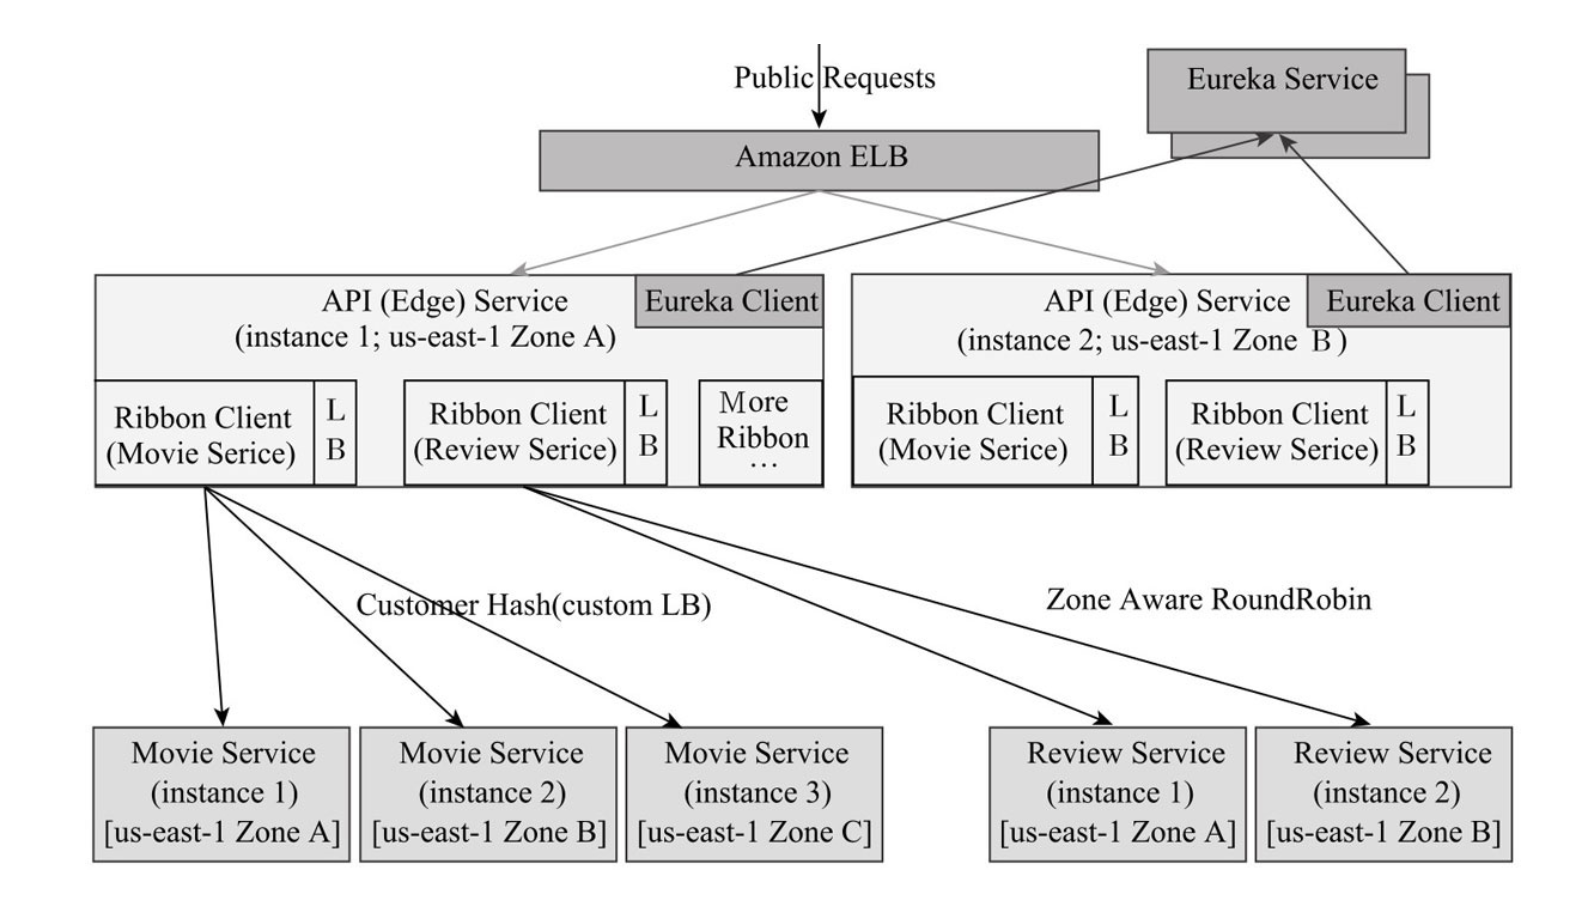 Public Requests
Eureka Service
Amazon ELB
API (Edge) Service
Eureka Client
(instance 1; us-east-1 Zone A)
Ribbon Client
(Movie Serice)
L
B
Ribbon Client
(Review Serice)
L
B
More
Ribbon
...
API (Edge) Service
Eureka Client
(instance 2; us-east-1 Zone B)
Ribbon Client
(Movie Serice)
L
B
Ribbon Client
(Review Serice)
L
B
Customer Hash(custom LB)
Zone Aware RoundRobin
Movie Service
(instance 1)
[us-east-1 Zone A]
Movie Service
(instance 2)
[us-east-1 Zone B]
Movie Service
(instance 3)
[us-east-1 Zone C]
Review Service
(instance 1)
[us-east-1 Zone A]
Review Service
(instance 2)
[us-east-1 Zone B]